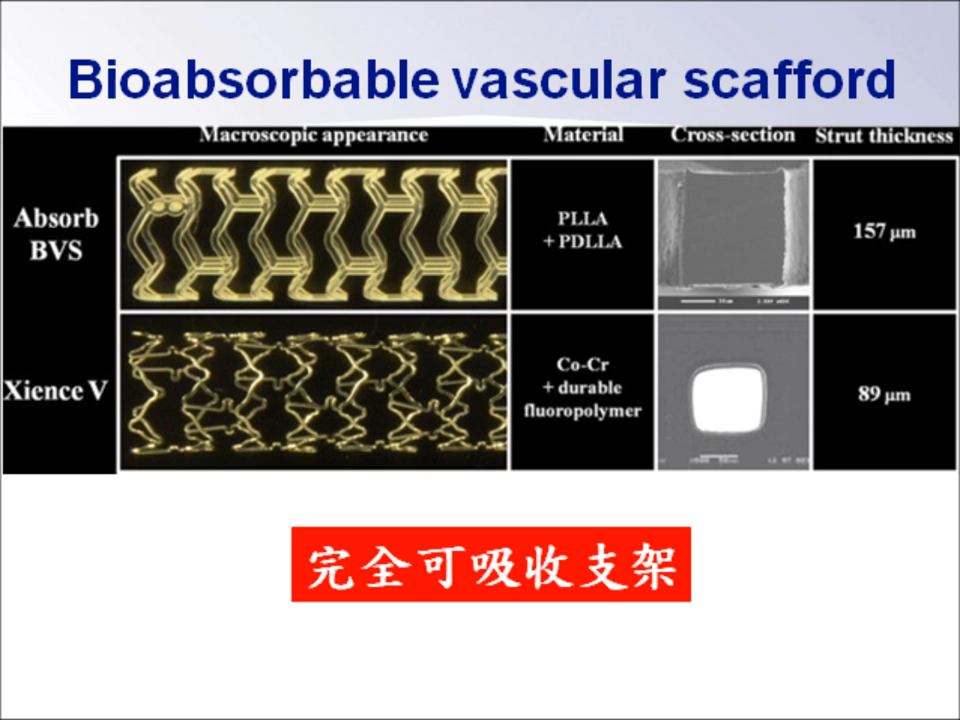 Bioabsorbable vascular scafford
Macroscopic appearance Material Cross-section Strut thickness
Absorb
BVS
PLLA
+ PDLLA
157 μm
Xience V
Co-Cr
+ durable
fluoropolymer
89 μm
完全可吸收支架